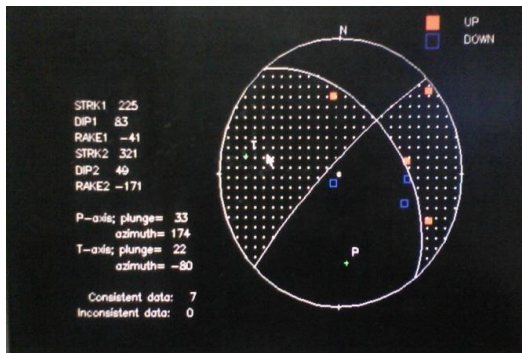 N
UP
DOWN
STRK1 225
DIP1 83
RAKE1 -41
STRK2 321
DIP2 49
RAKE2 -171
T
P-axis; plunge= 33
azimuth= 174
T-axis; plunge= 22
azimuth= -80
P
Consistent data: 7
Inconsistent data: 0